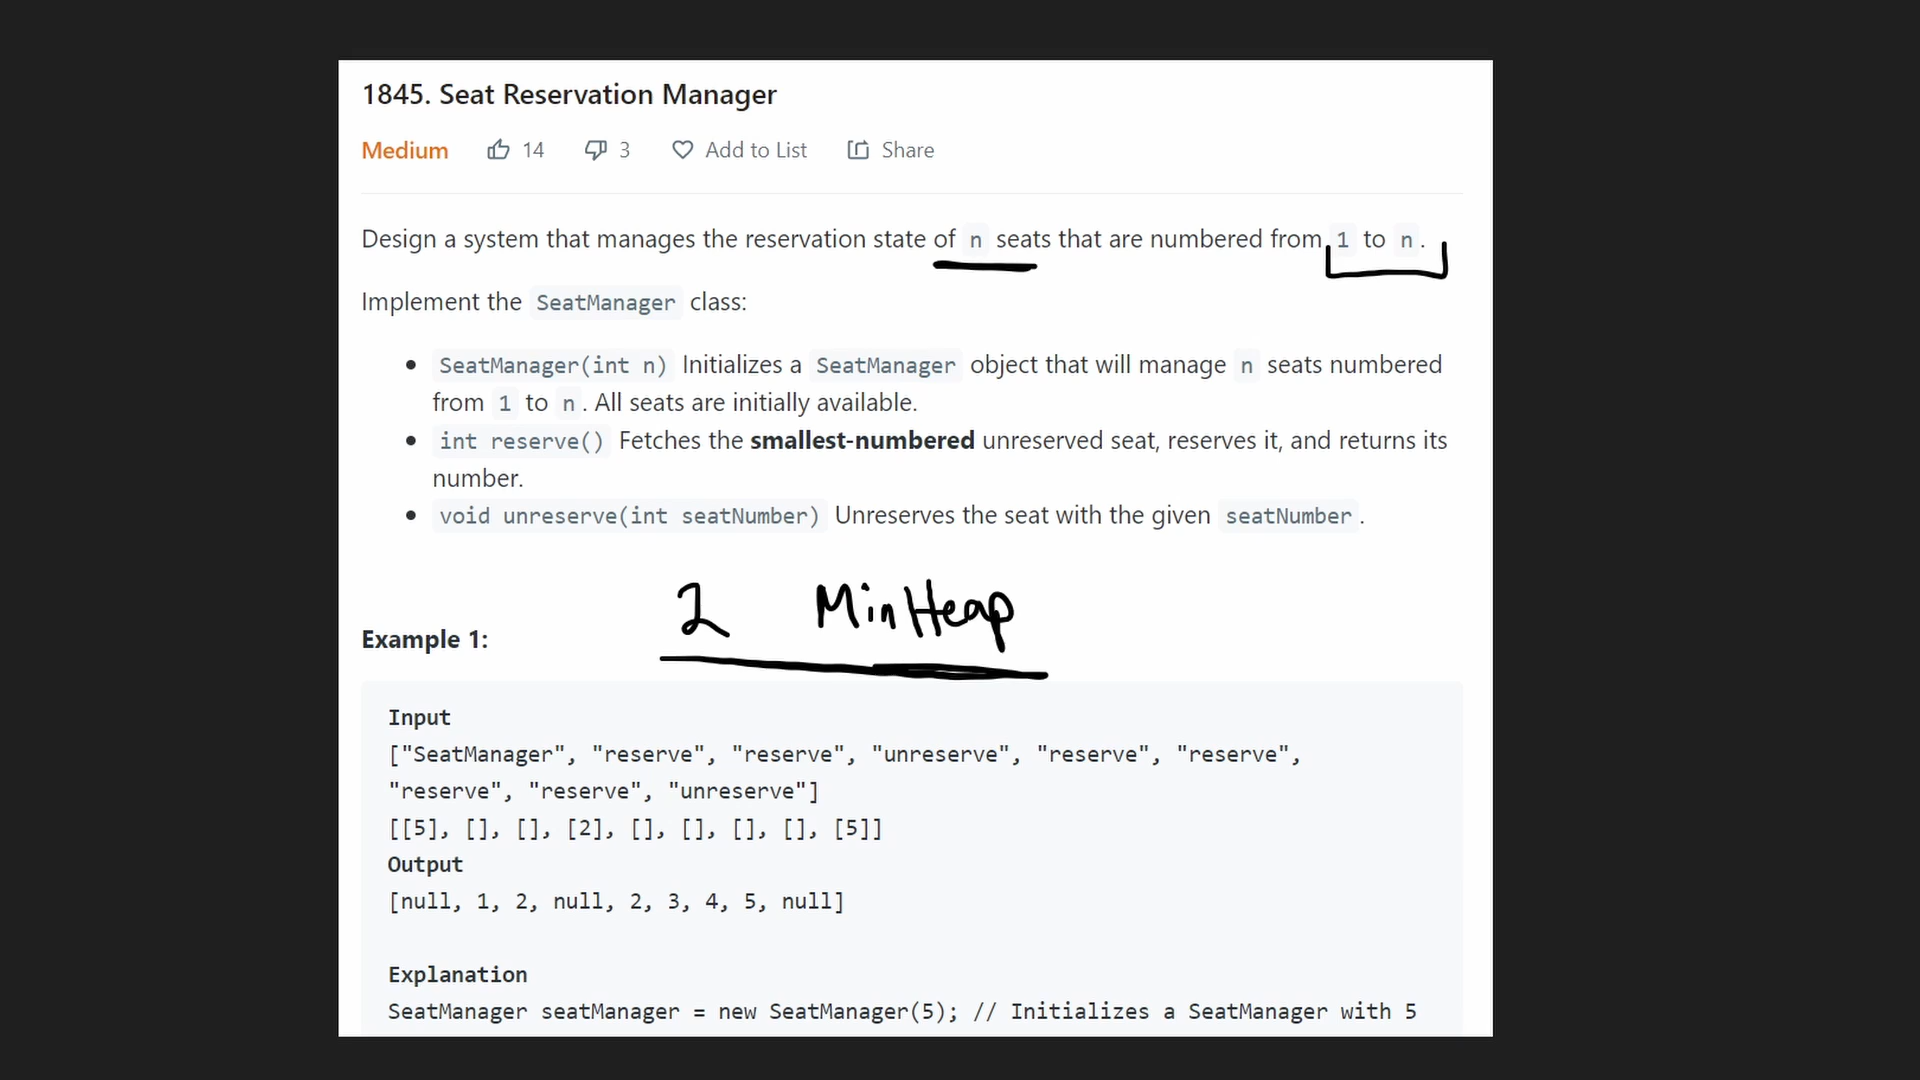 1845. Seat Reservation Manager
Medium 14 3 Add to List Share
Design a system that manages the reservation state of n seats that are numbered from 1 to n.
Implement the SeatManager class:
• SeatManager(int n) Initializes a SeatManager object that will manage n seats numbered
from 1 to n. All seats are initially available.
• int reserve() Fetches the smallest-numbered unreserved seat, reserves it, and returns its
number.
• void unreserve(int seatNumber) Unreserves the seat with the given seatNumber.
2 MinHeap
Example 1:
Input
["SeatManager", "reserve", "reserve", "unreserve", "reserve", "reserve",
"reserve", "reserve", "unreserve"]
[[5], [], [], [2], [], [], [], [], [5]]
Output
[null, 1, 2, null, 2, 3, 4, 5, null]
Explanation
SeatManager seatManager = new SeatManager(5); // Initializes a SeatManager with 5